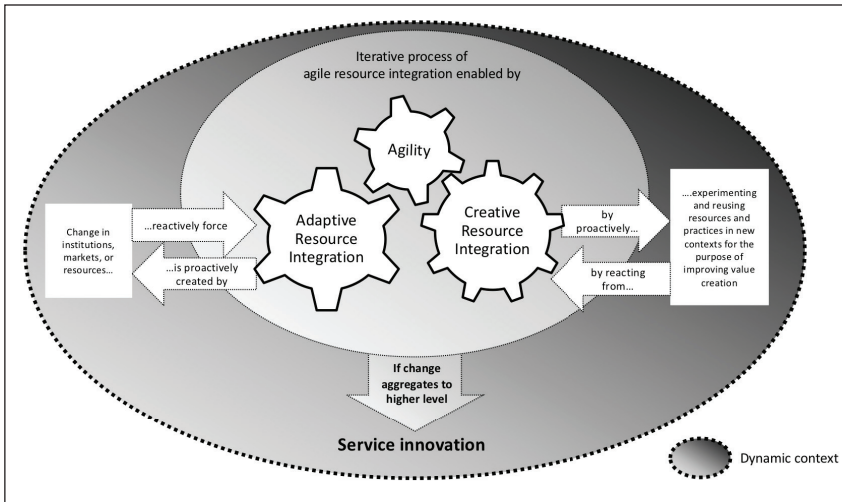 Iterative process of
agile resource integration enabled by
Agility
Change in
institutions,
markets, or
resources...
...reactively force
...is proactively
created by
Adaptive
Resource
Integration
Creative
Resource
Integration
by
proactively...
by reacting
from...
....experimenting
and reusing
resources and
practices in new
contexts for the
purpose of
improving value
creation
If change
aggregates to
higher level
Service innovation
Dynamic context